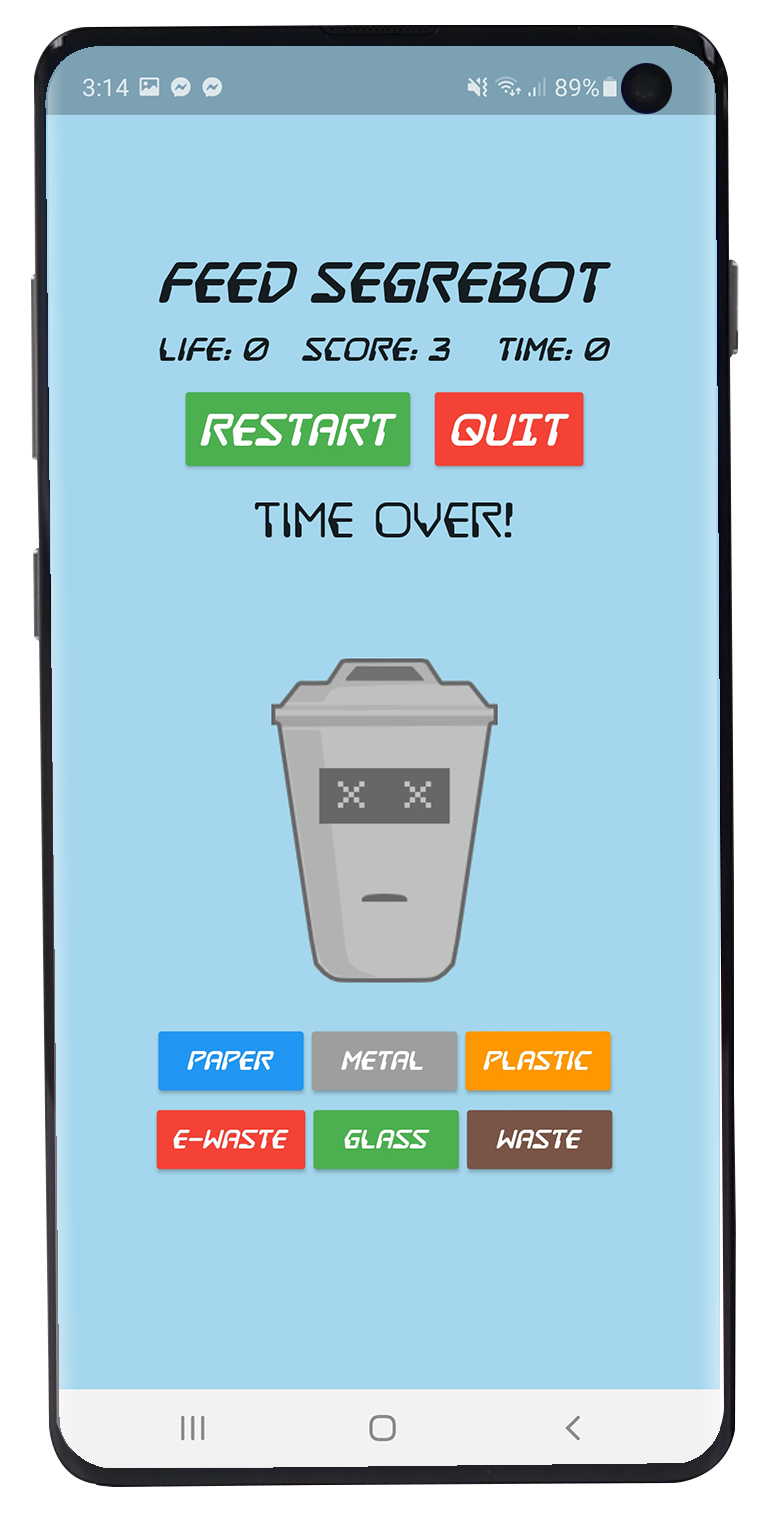 3:14 89%
FEED SEGREBOT
LIFE: 0 SCORE: 3 TIME: 0
RESTART QUIT
TIME OVER!
PAPER METAL PLASTIC
E-WASTE GLASS WASTE